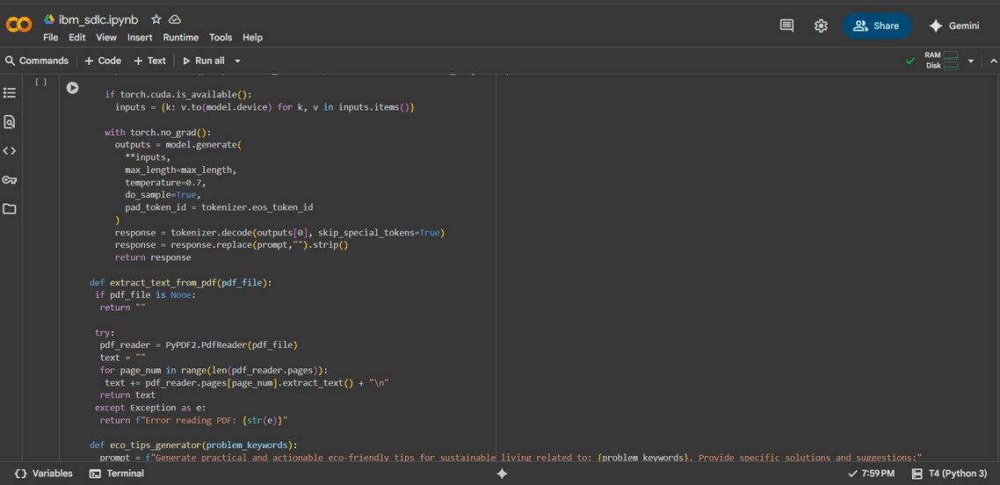 ibm_sdlc.ipynb
File Edit View Insert Runtime Tools Help
Share
Gemini
Commands + Code + Text Run all
RAM
Disk
[ ]
if torch.cuda.is_available():
inputs = {k: v.to(model.device) for k, v in inputs.items()}
with torch.no_grad():
outputs = model.generate(
**inputs,
max_length=max_length,
temperature=0.7,
do_sample=True,
pad_token_id = tokenizer.eos_token_id
)
response = tokenizer.decode(outputs[0], skip_special_tokens=True)
response = response.replace(prompt,"").strip()
return response
def extract_text_from_pdf(pdf_file):
if pdf_file is None:
return ""
try:
pdf_reader = PyPDF2.PdfReader(pdf_file)
text = ""
for page_num in range(len(pdf_reader.pages)):
text += pdf_reader.pages[page_num].extract_text() + "\n"
return text
except Exception as e:
return f"Error reading PDF: {str(e)}"
def eco_tips_generator(problem_keywords):
prompt = f"Generate practical and actionable eco-friendly tips for sustainable living related to: {problem_keywords}. Provide specific solutions and suggestions:"
{} Variables Terminal
7:59 PM T4 (Python 3)